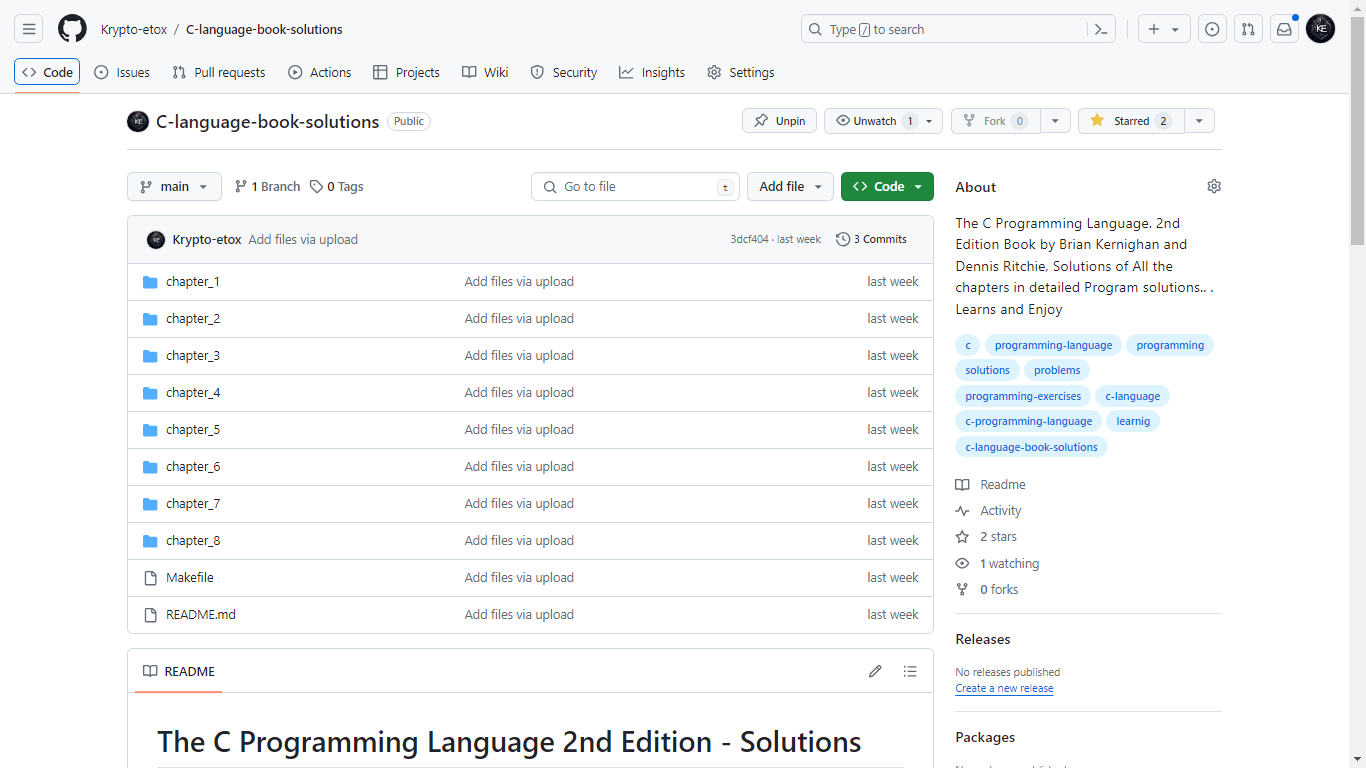 Krypto-etox / C-language-book-solutions
Type / to search
Code Issues Pull requests Actions Projects Wiki Security Insights Settings
C-language-book-solutions Public
Unpin Unwatch 1 Fork 0 Starred 2
main 1 Branch 0 Tags Go to file t Add file Code
Krypto-etox Add files via upload 3dcf404 · last week 3 Commits
chapter_1 Add files via upload last week
chapter_2 Add files via upload last week
chapter_3 Add files via upload last week
chapter_4 Add files via upload last week
chapter_5 Add files via upload last week
chapter_6 Add files via upload last week
chapter_7 Add files via upload last week
chapter_8 Add files via upload last week
Makefile Add files via upload last week
README.md Add files via upload last week
README
The C Programming Language 2nd Edition - Solutions
About
The C Programming Language. 2nd
Edition Book by Brian Kernighan and
Dennis Ritchie, Solutions of All the
chapters in detailed Program solutions.. .
Learns and Enjoy
c programming-language programming
solutions problems
programming-exercises c-language
c-programming-language learnig
c-language-book-solutions
Readme
Activity
2 stars
1 watching
0 forks
Releases
No releases published
Create a new release
Packages